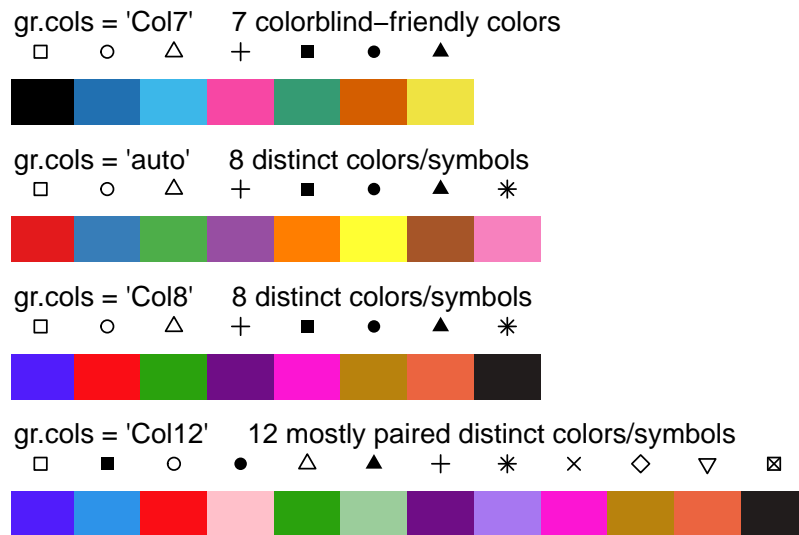 gr.cols = 'Col7' 7 colorblind−friendly colors
gr.cols = 'auto' 8 distinct colors/symbols
gr.cols = 'Col8' 8 distinct colors/symbols
gr.cols = 'Col12' 12 mostly paired distinct colors/symbols